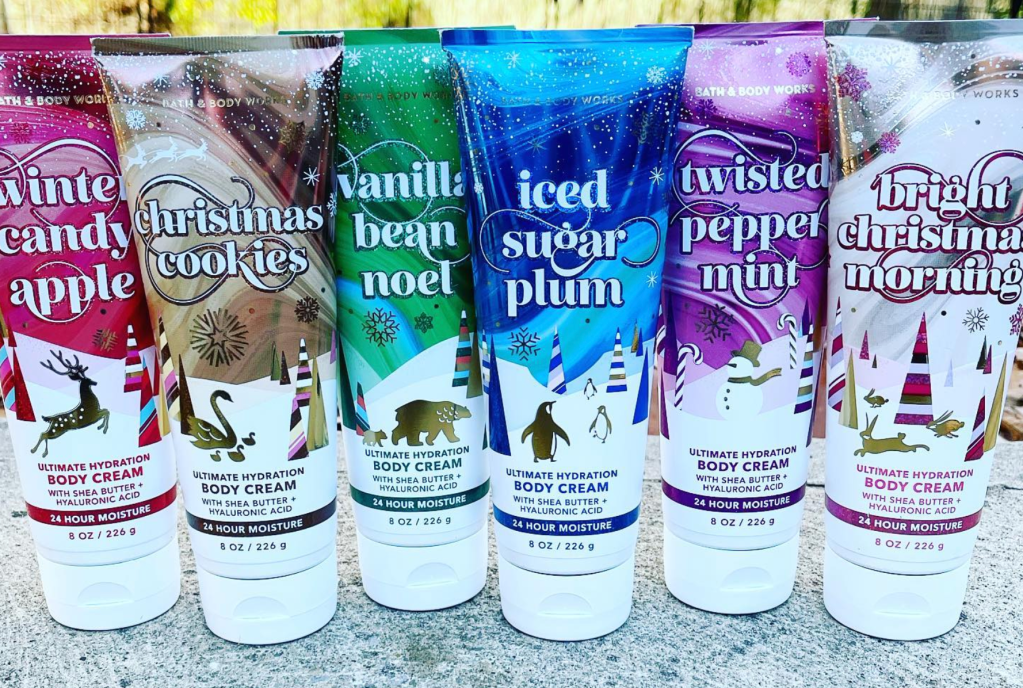 BATH & BODY WORKS
winter
candy
apple
ULTIMATE HYDRATION
BODY CREAM
WITH SHEA BUTTER +
HYALURONIC ACID
24 HOUR MOISTURE
8 OZ / 226 g
BATH & BODY WORKS
christmas
cookies
ULTIMATE HYDRATION
BODY CREAM
WITH SHEA BUTTER +
HYALURONIC ACID
24 HOUR MOISTURE
8 OZ / 226 g
BATH & BODY WORKS
vanilla
bean
noel
ULTIMATE HYDRATION
BODY CREAM
WITH SHEA BUTTER +
HYALURONIC ACID
24 HOUR MOISTURE
8 OZ / 226 g
BATH & BODY WORKS
iced
sugar
plum
ULTIMATE HYDRATION
BODY CREAM
WITH SHEA BUTTER +
HYALURONIC ACID
24 HOUR MOISTURE
8 OZ / 226 g
BATH & BODY WORKS
twisted
pepper
mint
ULTIMATE HYDRATION
BODY CREAM
WITH SHEA BUTTER +
HYALURONIC ACID
24 HOUR MOISTURE
8 OZ / 226 g
BODY WORKS
bright
christmas
morning
ULTIMATE HYDRATION
BODY CREAM
WITH SHEA BUTTER +
HYALURONIC ACID
24 HOUR MOISTURE
8 OZ / 226 g